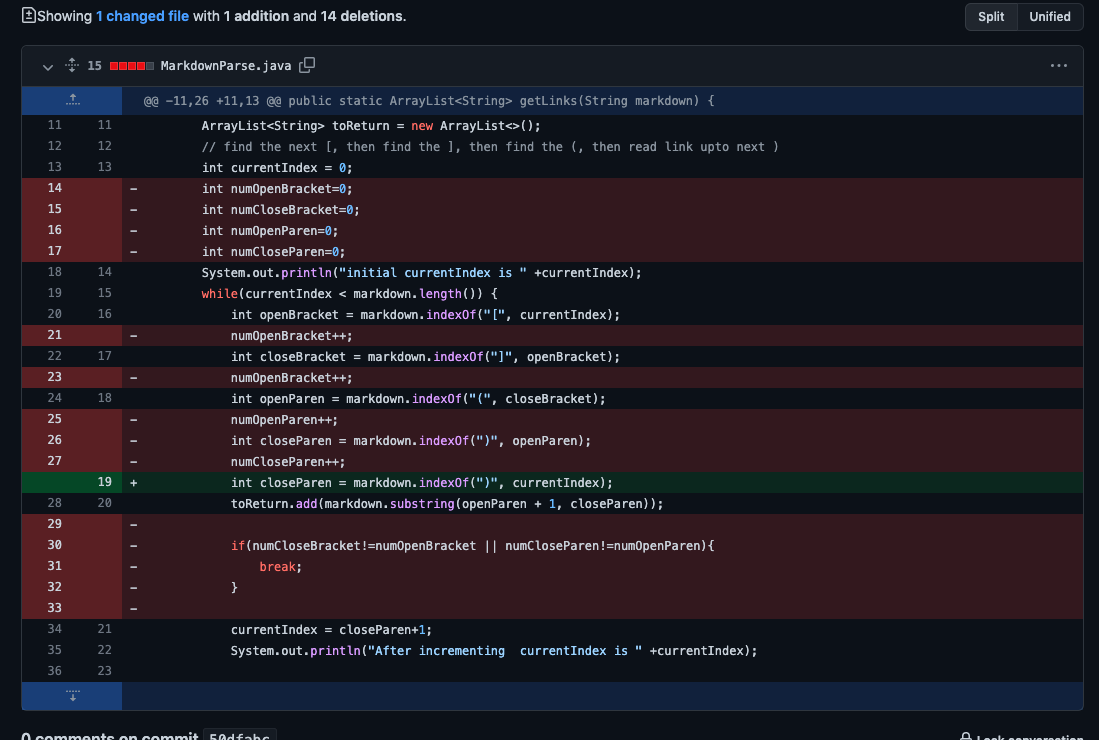 Showing 1 changed file with 1 addition and 14 deletions.
Split Unified
15 MarkdownParse.java
@@ -11,26 +11,13 @@ public static ArrayList<String> getLinks(String markdown) {
11 11 ArrayList<String> toReturn = new ArrayList<>();
12 12 // find the next [, then find the ], then find the (, then read link upto next )
13 13 int currentIndex = 0;
14 - int numOpenBracket=0;
15 - int numCloseBracket=0;
16 - int numOpenParen=0;
17 - int numCloseParen=0;
18 14 System.out.println("initial currentIndex is " +currentIndex);
19 15 while(currentIndex < markdown.length()) {
20 16 int openBracket = markdown.indexOf("[", currentIndex);
21 - numOpenBracket++;
22 17 int closeBracket = markdown.indexOf("]", openBracket);
23 - numOpenBracket++;
24 18 int openParen = markdown.indexOf("(", closeBracket);
25 - numOpenParen++;
26 - int closeParen = markdown.indexOf(")", openParen);
27 - numCloseParen++;
19 + int closeParen = markdown.indexOf(")", currentIndex);
28 20 toReturn.add(markdown.substring(openParen + 1, closeParen));
29 -
30 - if(numCloseBracket!=numOpenBracket || numCloseParen!=numOpenParen){
31 - break;
32 - }
33 -
34 21 currentIndex = closeParen+1;
35 22 System.out.println("After incrementing  currentIndex is " +currentIndex);
36 23
0 comments on commit 50dfabc
Lock conversation